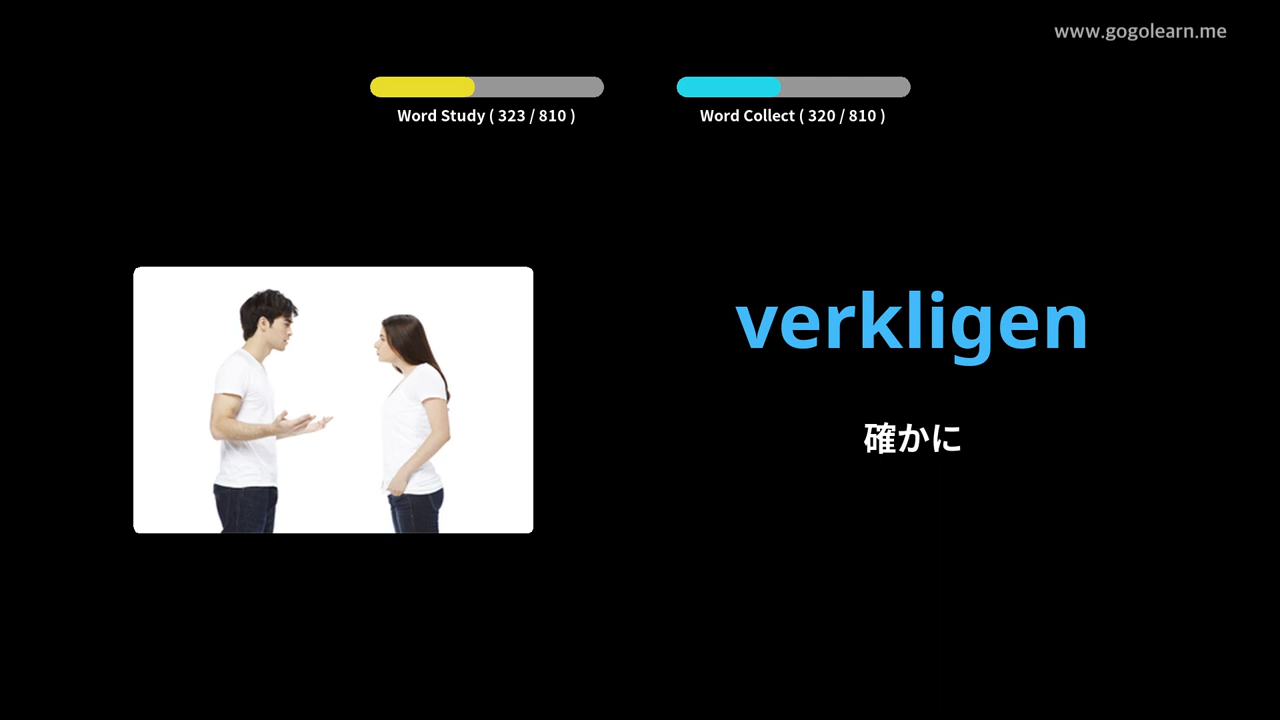 www.gogolearn.me
Word Study ( 323 / 810 )
Word Collect ( 320 / 810 )
verkligen
確かに